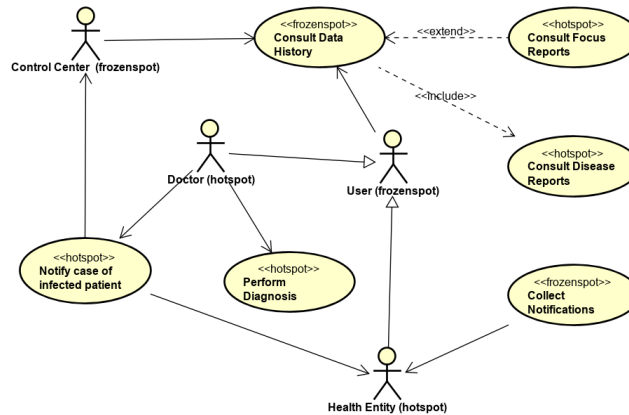 <<frozenspot>>
Consult Data
History
<<extend>>
<<hotspot>>
Consult Focus
Reports
Control Center (frozenspot)
<<include>>
<<hotspot>>
Consult Disease
Reports
Doctor (hotspot)
User (frozenspot)
<<hotspot>>
Notify case of
infected patient
<<hotspot>>
Perform
Diagnosis
<<frozenspot>>
Collect
Notifications
Health Entity (hotspot)